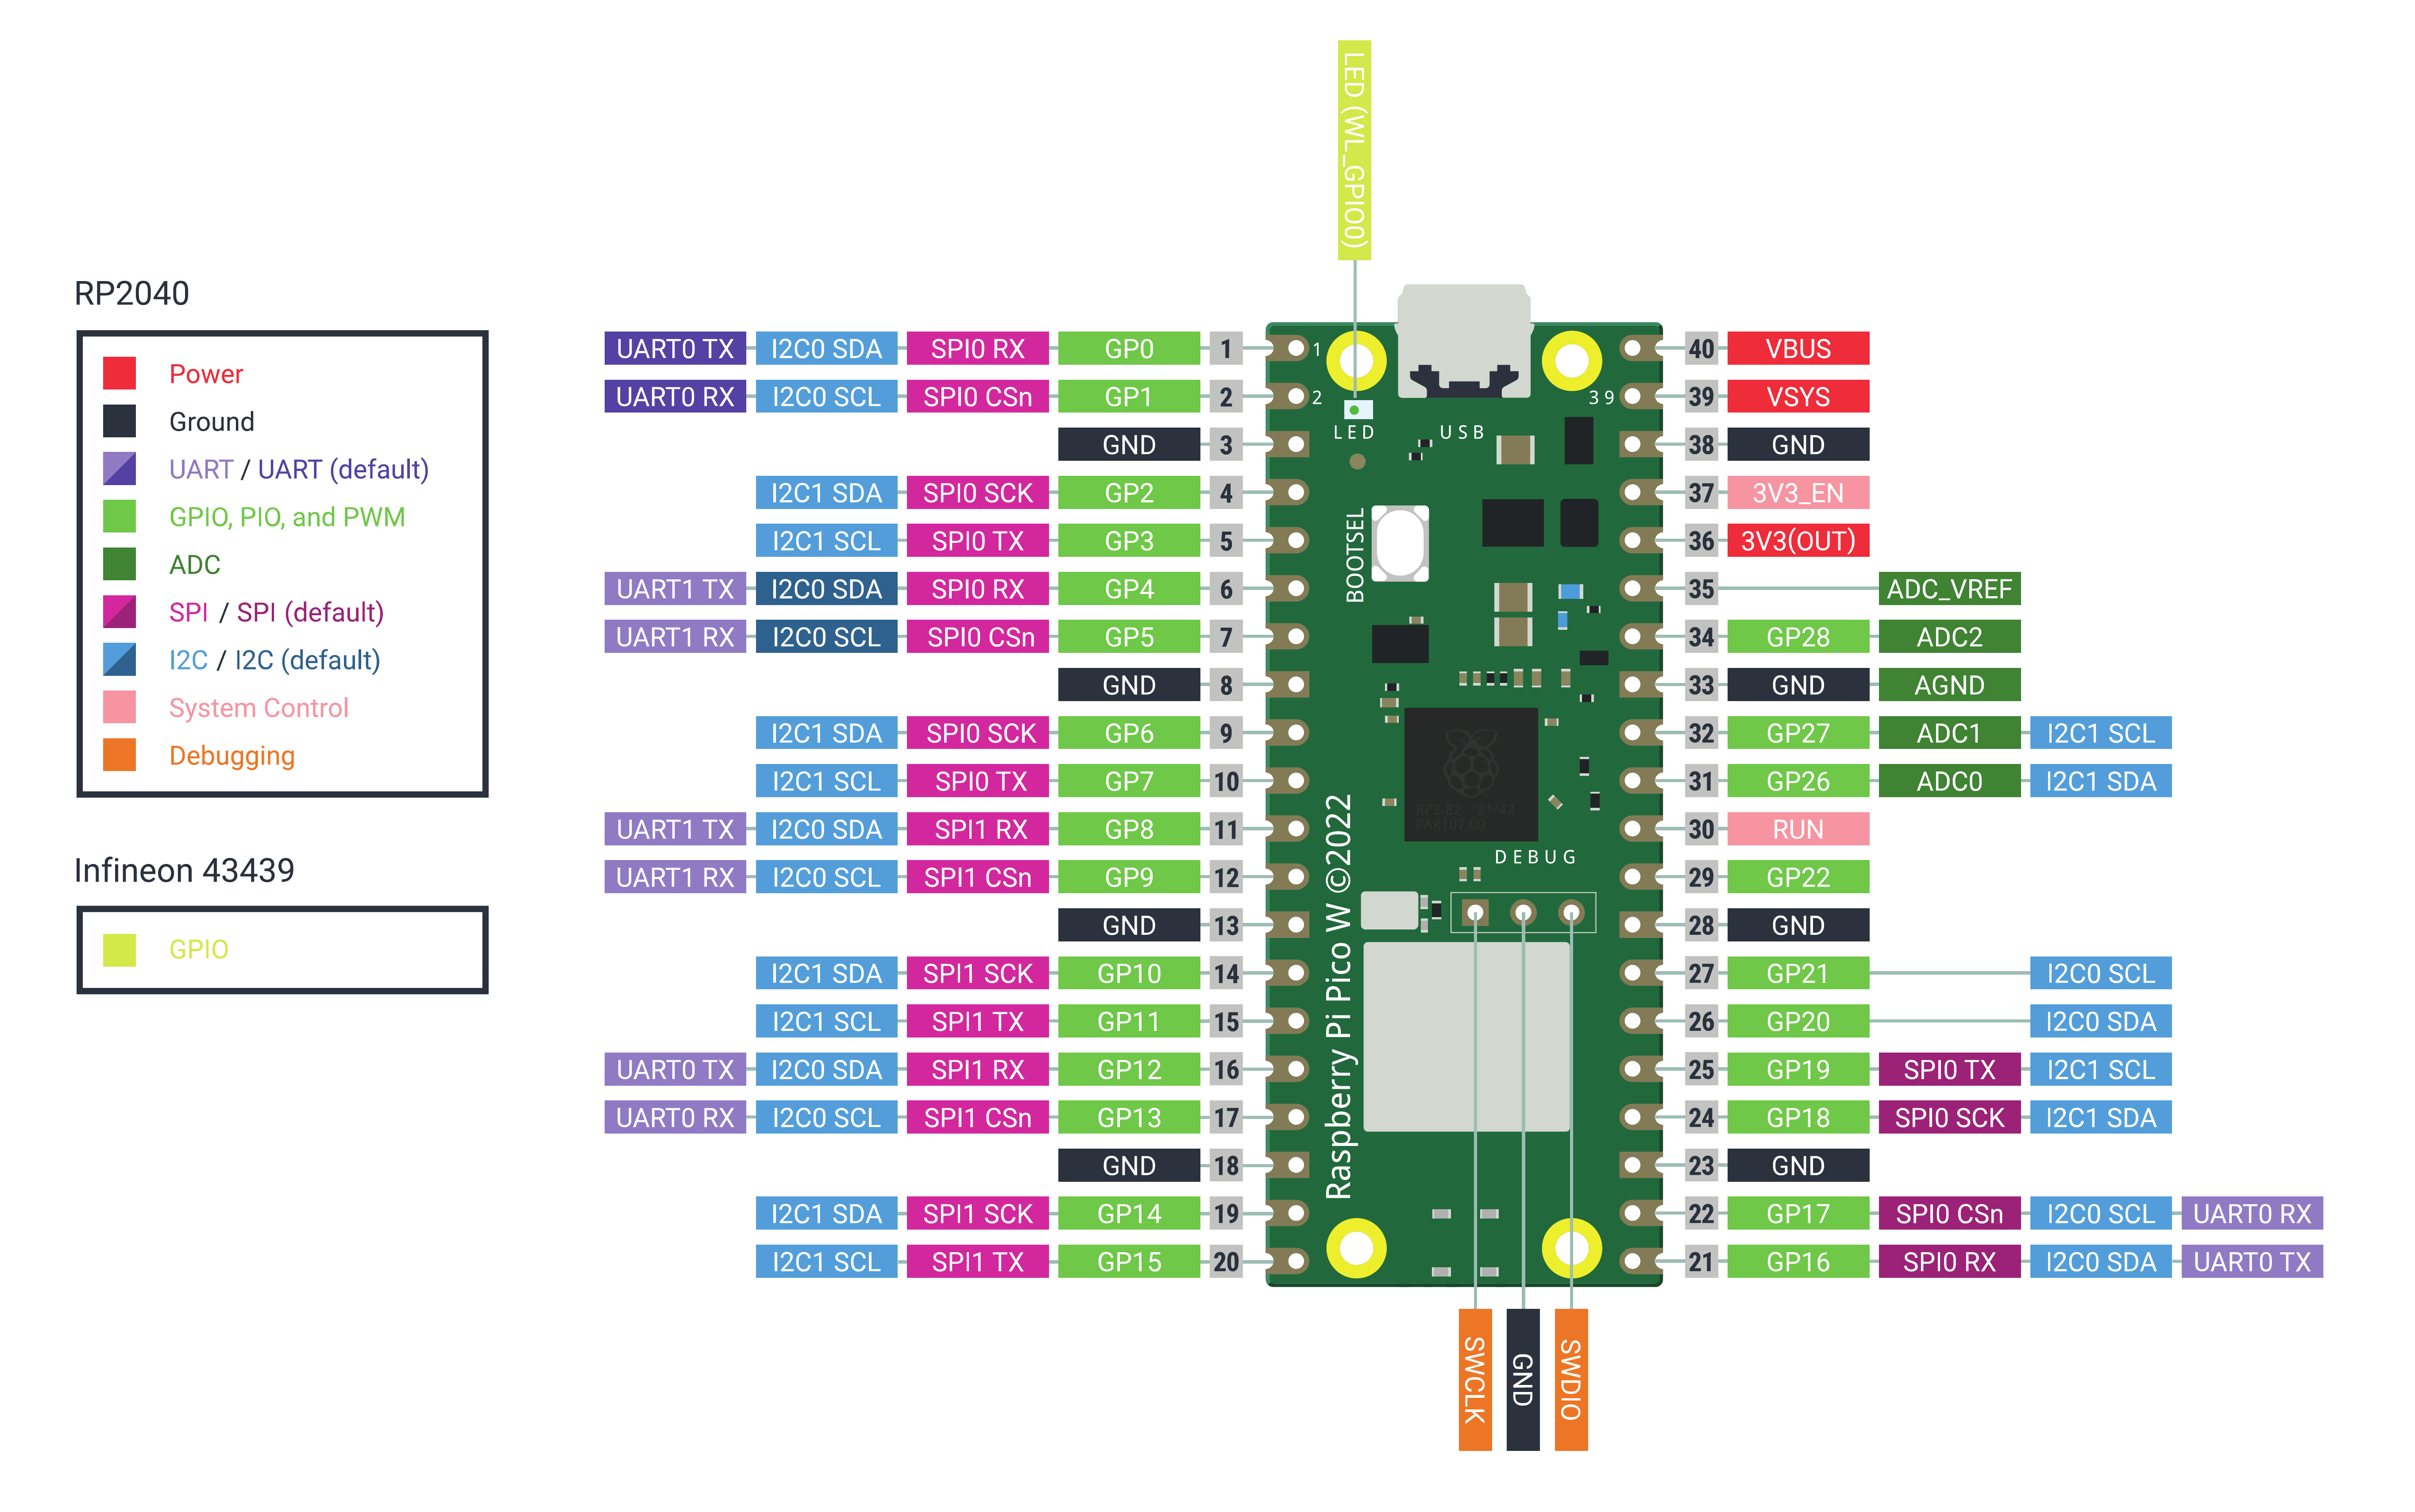 LED (WL_GPIO0)
RP2040
Power
Ground
UART / UART (default)
GPIO, PIO, and PWM
ADC
SPI / SPI (default)
I2C / I2C (default)
System Control
Debugging
Infineon 43439
GPIO
UART0 TX I2C0 SDA SPI0 RX GP0 1
UART0 RX I2C0 SCL SPI0 CSn GP1 2
GND 3
I2C1 SDA SPI0 SCK GP2 4
I2C1 SCL SPI0 TX GP3 5
UART1 TX I2C0 SDA SPI0 RX GP4 6
UART1 RX I2C0 SCL SPI0 CSn GP5 7
GND 8
I2C1 SDA SPI0 SCK GP6 9
I2C1 SCL SPI0 TX GP7 10
UART1 TX I2C0 SDA SPI1 RX GP8 11
UART1 RX I2C0 SCL SPI1 CSn GP9 12
GND 13
I2C1 SDA SPI1 SCK GP10 14
I2C1 SCL SPI1 TX GP11 15
UART0 TX I2C0 SDA SPI1 RX GP12 16
UART0 RX I2C0 SCL SPI1 CSn GP13 17
GND 18
I2C1 SDA SPI1 SCK GP14 19
I2C1 SCL SPI1 TX GP15 20
1
2
39
LED
USB
BOOTSEL
RP2-B2 21/42
PAK107.00
DEBUG
Raspberry Pi Pico W ©2022
40 VBUS
39 VSYS
38 GND
37 3V3_EN
36 3V3(OUT)
35 ADC_VREF
34 GP28 ADC2
33 GND AGND
32 GP27 ADC1 I2C1 SCL
31 GP26 ADC0 I2C1 SDA
30 RUN
29 GP22
28 GND
27 GP21 I2C0 SCL
26 GP20 I2C0 SDA
25 GP19 SPI0 TX I2C1 SCL
24 GP18 SPI0 SCK I2C1 SDA
23 GND
22 GP17 SPI0 CSn I2C0 SCL UART0 RX
21 GP16 SPI0 RX I2C0 SDA UART0 TX
SWCLK
GND
SWDIO